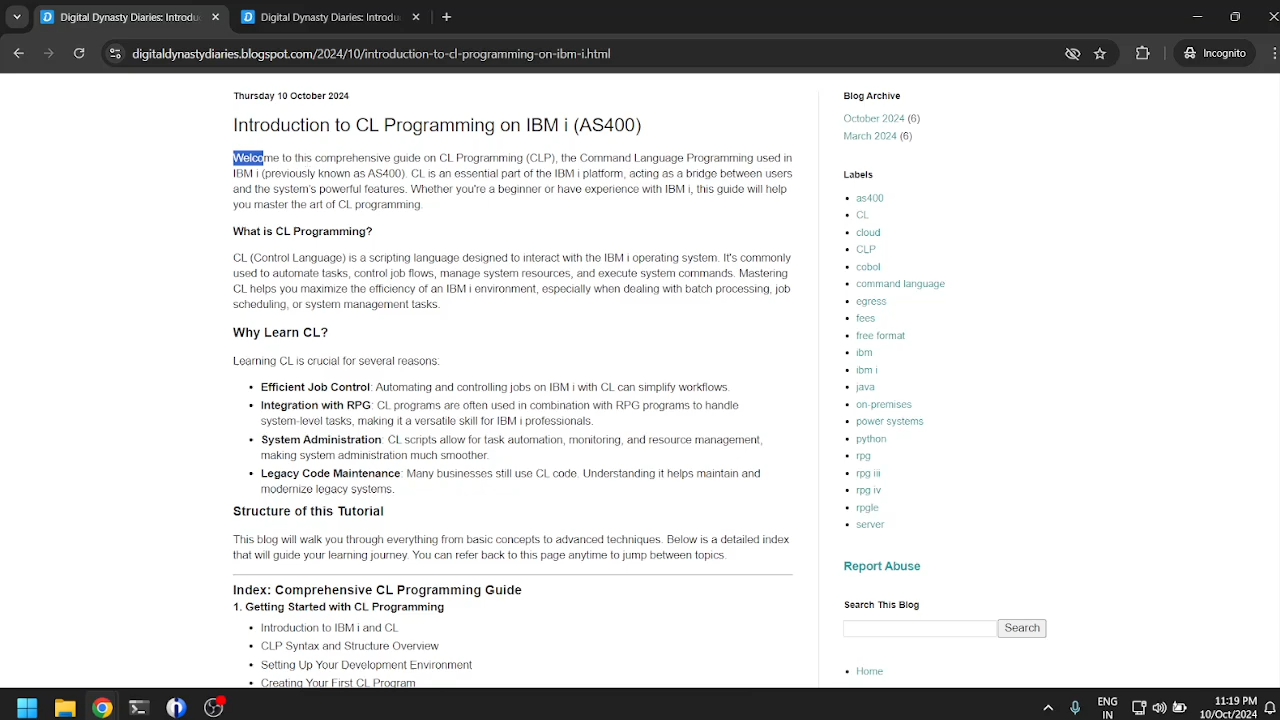 Digital Dynasty Diaries: Introdu
Digital Dynasty Diaries: Introdu
digitaldynastydiaries.blogspot.com/2024/10/introduction-to-cl-programming-on-ibm-i.html
Incognito
Thursday 10 October 2024
Introduction to CL Programming on IBM i (AS400)
Welcome to this comprehensive guide on CL Programming (CLP), the Command Language Programming used in
IBM i (previously known as AS400). CL is an essential part of the IBM i platform, acting as a bridge between users
and the system's powerful features. Whether you're a beginner or have experience with IBM i, this guide will help
you master the art of CL programming.
What is CL Programming?
CL (Control Language) is a scripting language designed to interact with the IBM i operating system. It's commonly
used to automate tasks, control job flows, manage system resources, and execute system commands. Mastering
CL helps you maximize the efficiency of an IBM i environment, especially when dealing with batch processing, job
scheduling, or system management tasks.
Why Learn CL?
Learning CL is crucial for several reasons:
• Efficient Job Control: Automating and controlling jobs on IBM i with CL can simplify workflows.
• Integration with RPG: CL programs are often used in combination with RPG programs to handle
system-level tasks, making it a versatile skill for IBM i professionals.
• System Administration: CL scripts allow for task automation, monitoring, and resource management,
making system administration much smoother.
• Legacy Code Maintenance: Many businesses still use CL code. Understanding it helps maintain and
modernize legacy systems.
Structure of this Tutorial
This blog will walk you through everything from basic concepts to advanced techniques. Below is a detailed index
that will guide your learning journey. You can refer back to this page anytime to jump between topics.
Index: Comprehensive CL Programming Guide
1. Getting Started with CL Programming
• Introduction to IBM i and CL
• CLP Syntax and Structure Overview
• Setting Up Your Development Environment
• Creating Your First CL Program
Blog Archive
October 2024 (6)
March 2024 (6)
Labels
• as400
• CL
• cloud
• CLP
• cobol
• command language
• egress
• fees
• free format
• ibm
• ibm i
• java
• on-premises
• power systems
• python
• rpg
• rpg iii
• rpg iv
• rpgle
• server
Report Abuse
Search This Blog
Search
• Home
ENG
IN
11:19 PM
10/Oct/2024